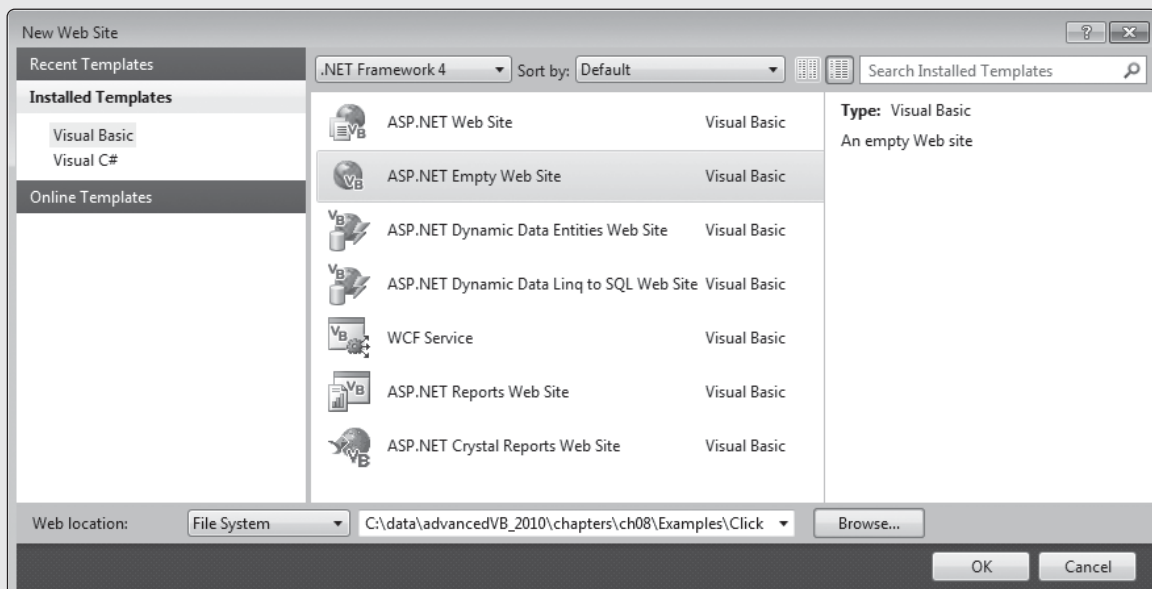 New Web Site
Recent Templates
Installed Templates
Visual Basic
Visual C#
Online Templates
.NET Framework 4
Sort by: Default
Search Installed Templates
ASP.NET Web Site Visual Basic
ASP.NET Empty Web Site Visual Basic
ASP.NET Dynamic Data Entities Web Site Visual Basic
ASP.NET Dynamic Data Linq to SQL Web Site Visual Basic
WCF Service Visual Basic
ASP.NET Reports Web Site Visual Basic
ASP.NET Crystal Reports Web Site Visual Basic
Type: Visual Basic
An empty Web site
Web location: File System C:\data\advancedVB_2010\chapters\ch08\Examples\Click Browse...
OK Cancel